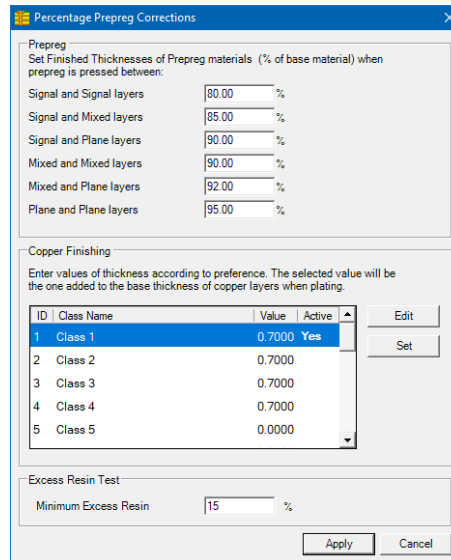 Percentage Prepreg Corrections
Prepreg
Set Finished Thicknesses of Prepreg materials (% of base material) when
prepreg is pressed between:
Signal and Signal layers 80.00 %
Signal and Mixed layers 85.00 %
Signal and Plane layers 90.00 %
Mixed and Mixed layers 90.00 %
Mixed and Plane layers 92.00 %
Plane and Plane layers 95.00 %
Copper Finishing
Enter values of thickness according to preference. The selected value will be
the one added to the base thickness of copper layers when plating.
ID Class Name Value Active
1 Class 1 0.7000 Yes
2 Class 2 0.7000
3 Class 3 0.7000
4 Class 4 0.7000
5 Class 5 0.0000
Edit
Set
Excess Resin Test
Minimum Excess Resin 15 %
Apply Cancel